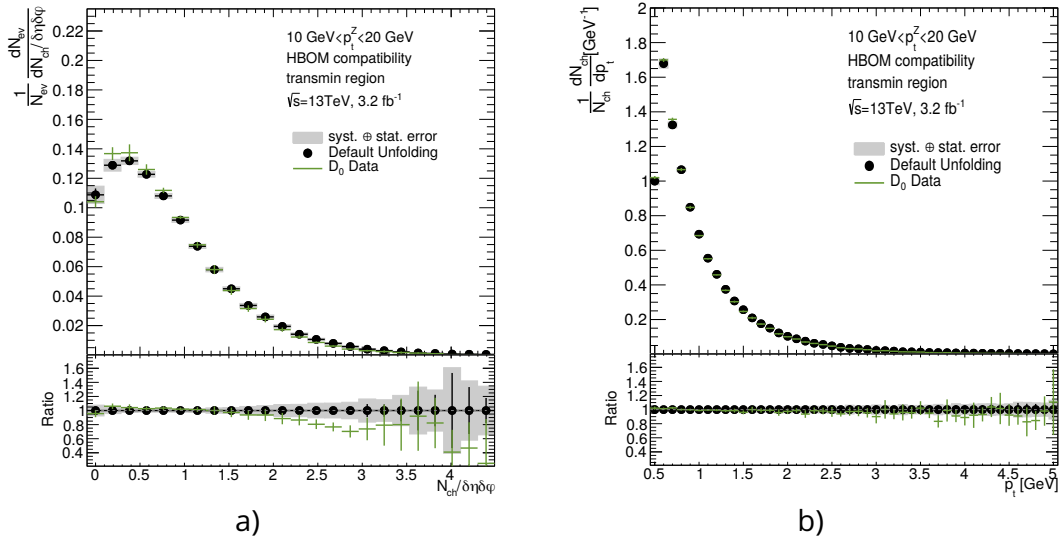 1/N_ev dN_ev/dN_ch/δηδφ
0.22
0.2
0.18
0.16
0.14
0.12
0.1
0.08
0.06
0.04
0.02
10 GeV<p_t^Z<20 GeV
HBOM compatibility
transmin region
√s=13TeV, 3.2 fb⁻¹
syst. ⊕ stat. error
Default Unfolding
D₀ Data
Ratio
1.6
1.4
1.2
1
0.8
0.6
0.4
0 0.5 1 1.5 2 2.5 3 3.5 4
N_ch/δηδφ
a)
1/N_ch dN_ch/dp_t [GeV⁻¹]
2
1.8
1.6
1.4
1.2
1
0.8
0.6
0.4
0.2
10 GeV<p_t^Z<20 GeV
HBOM compatibility
transmin region
√s=13TeV, 3.2 fb⁻¹
syst. ⊕ stat. error
Default Unfolding
D₀ Data
Ratio
1.6
1.4
1.2
1
0.8
0.6
0.4
0.5 1 1.5 2 2.5 3 3.5 4 4.5 5
p_t [GeV]
b)